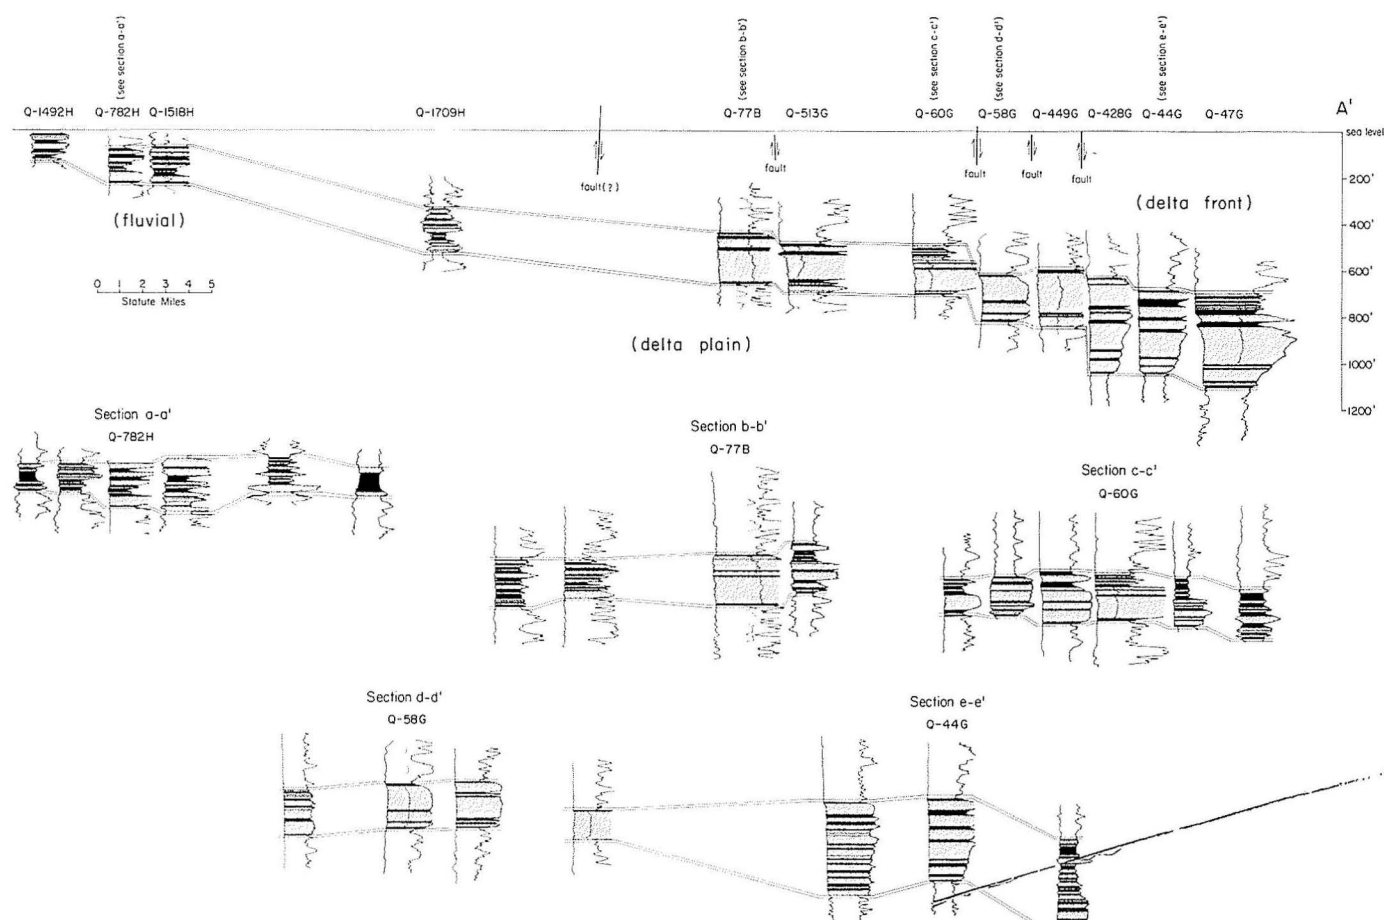 (see section a-a')
(see section b-b')
(see section c-c')
(see section d-d')
(see section e-e')
Q-1492H Q-782H Q-1518H Q-1709H Q-77B Q-513G Q-60G Q-58G Q-449G Q-428G Q-44G Q-47G A'
sea level
fault(?)
fault
fault
fault
fault
200'
400'
600'
800'
1000'
1200'
(fluvial)
(delta front)
0 1 2 3 4 5
Statute Miles
(delta plain)
Section a-a'
Q-782H
Section b-b'
Q-77B
Section c-c'
Q-60G
Section d-d'
Q-58G
Section e-e'
Q-44G